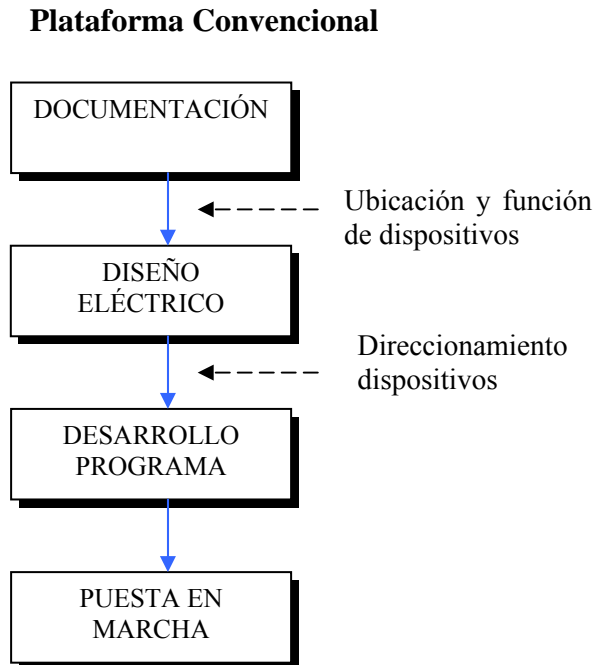 Plataforma Convencional
DOCUMENTACIÓN
Ubicación y función
de dispositivos
DISEÑO
ELÉCTRICO
Direccionamiento
dispositivos
DESARROLLO
PROGRAMA
PUESTA EN
MARCHA